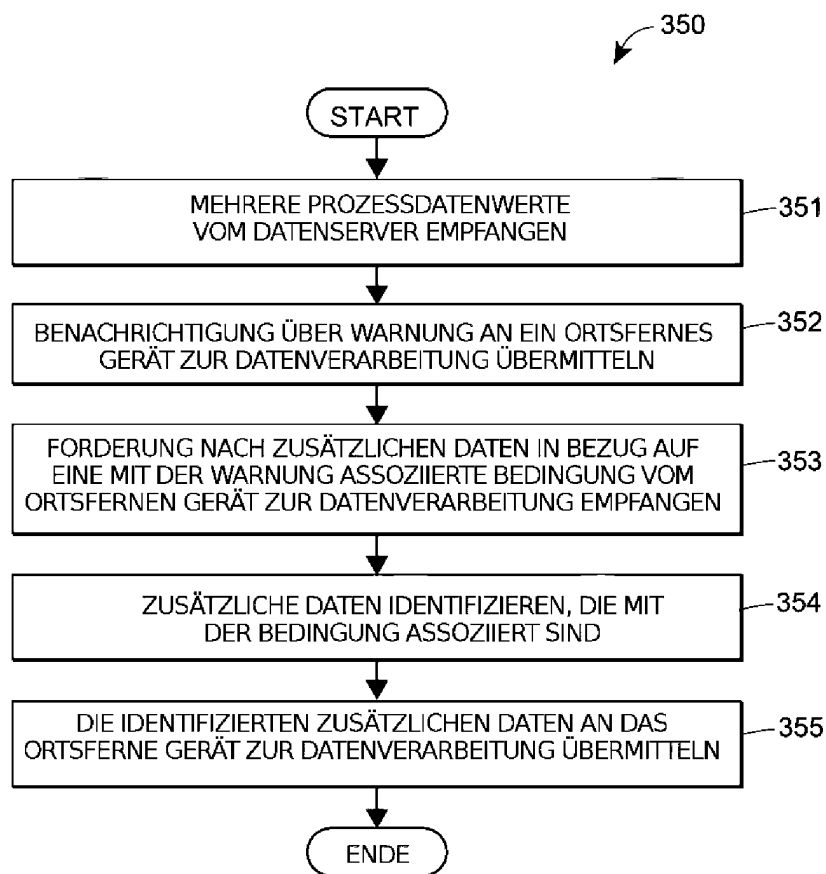 350
START
MEHRERE PROZESSDATENWERTE
VOM DATENSERVER EMPFANGEN
351
BENACHRICHTIGUNG ÜBER WARNUNG AN EIN ORTSFERNES
GERÄT ZUR DATENVERARBEITUNG ÜBERMITTELN
352
FORDERUNG NACH ZUSÄTZLICHEN DATEN IN BEZUG AUF
EINE MIT DER WARNUNG ASSOZIIERTE BEDINGUNG VOM
ORTSFERNEN GERÄT ZUR DATENVERARBEITUNG EMPFANGEN
353
ZUSÄTZLICHE DATEN IDENTIFIZIEREN, DIE MIT
DER BEDINGUNG ASSOZIIERT SIND
354
DIE IDENTIFIZIERTEN ZUSÄTZLICHEN DATEN AN DAS
ORTSFERNE GERÄT ZUR DATENVERARBEITUNG ÜBERMITTELN
355
ENDE